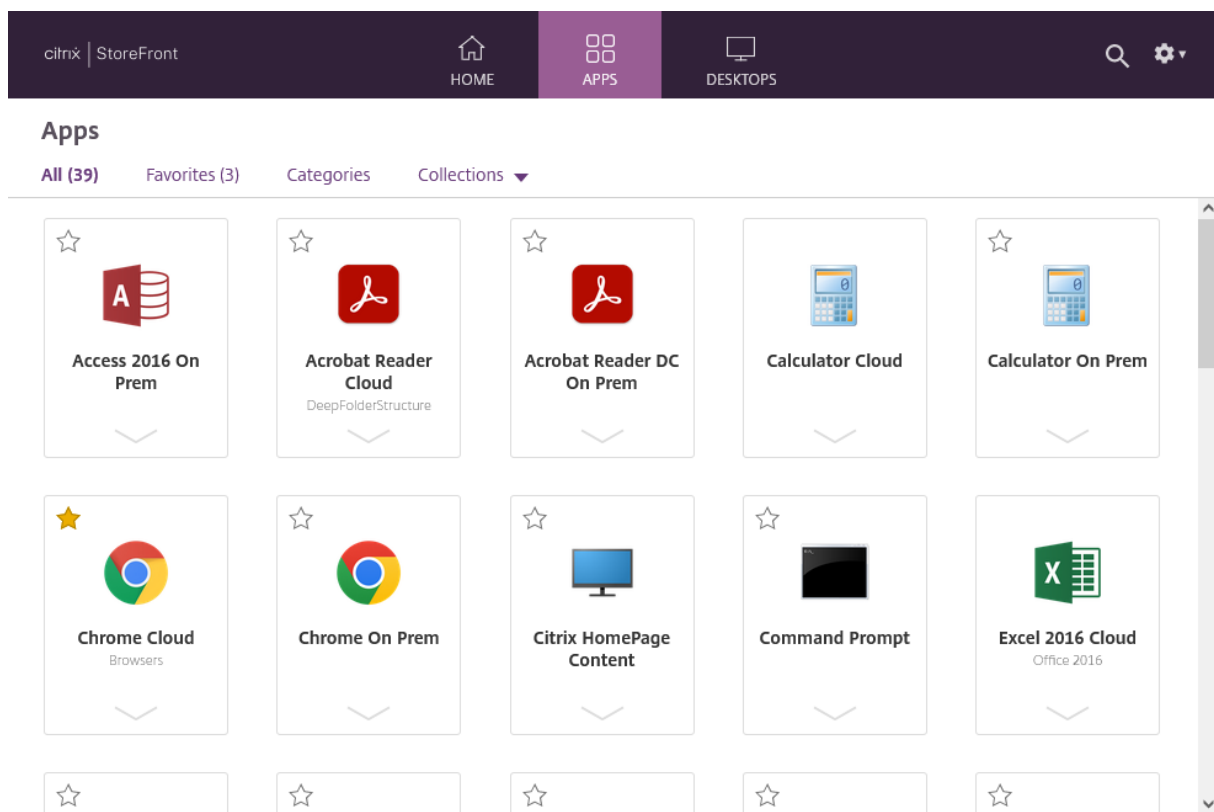 citrix | StoreFront
HOME
APPS
DESKTOPS
Apps
All (39)
Favorites (3)
Categories
Collections
Access 2016 On
Prem
Acrobat Reader
Cloud
DeepFolderStructure
Acrobat Reader DC
On Prem
Calculator Cloud
Calculator On Prem
Chrome Cloud
Browsers
Chrome On Prem
Citrix HomePage
Content
Command Prompt
Excel 2016 Cloud
Office 2016